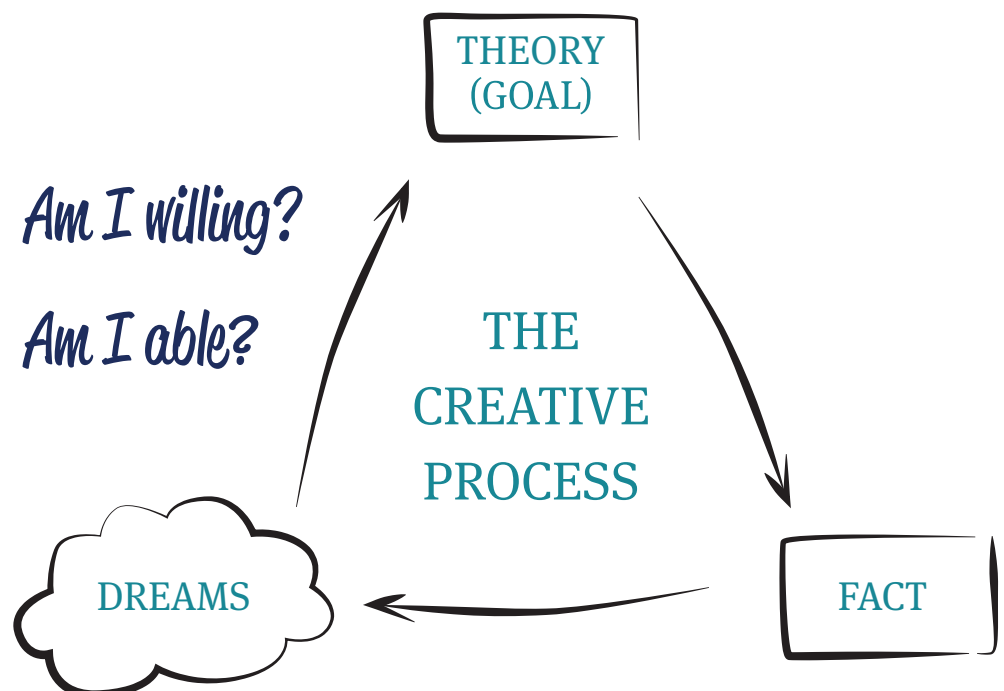 THEORY
(GOAL)
Am I willing?
Am I able?
THE
CREATIVE
PROCESS
DREAMS
FACT